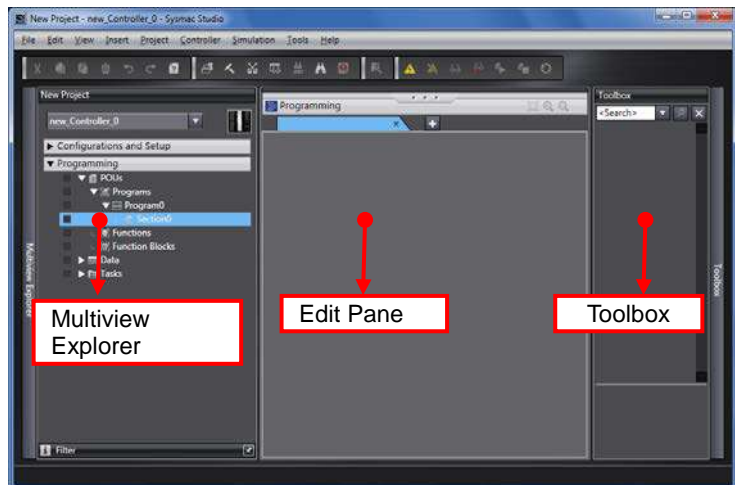 New Project - new_Controller_0 - Sysmac Studio
File Edit View Insert Project Controller Simulation Tools Help
New Project
new_Controller_0
Configurations and Setup
Programming
POUs
Programs
Program0
Section0
Functions
Function Blocks
Data
Tasks
Filter
Multiview Explorer
Programming
Toolbox
<Search>
Toolbox
Multiview
Explorer
Edit Pane
Toolbox